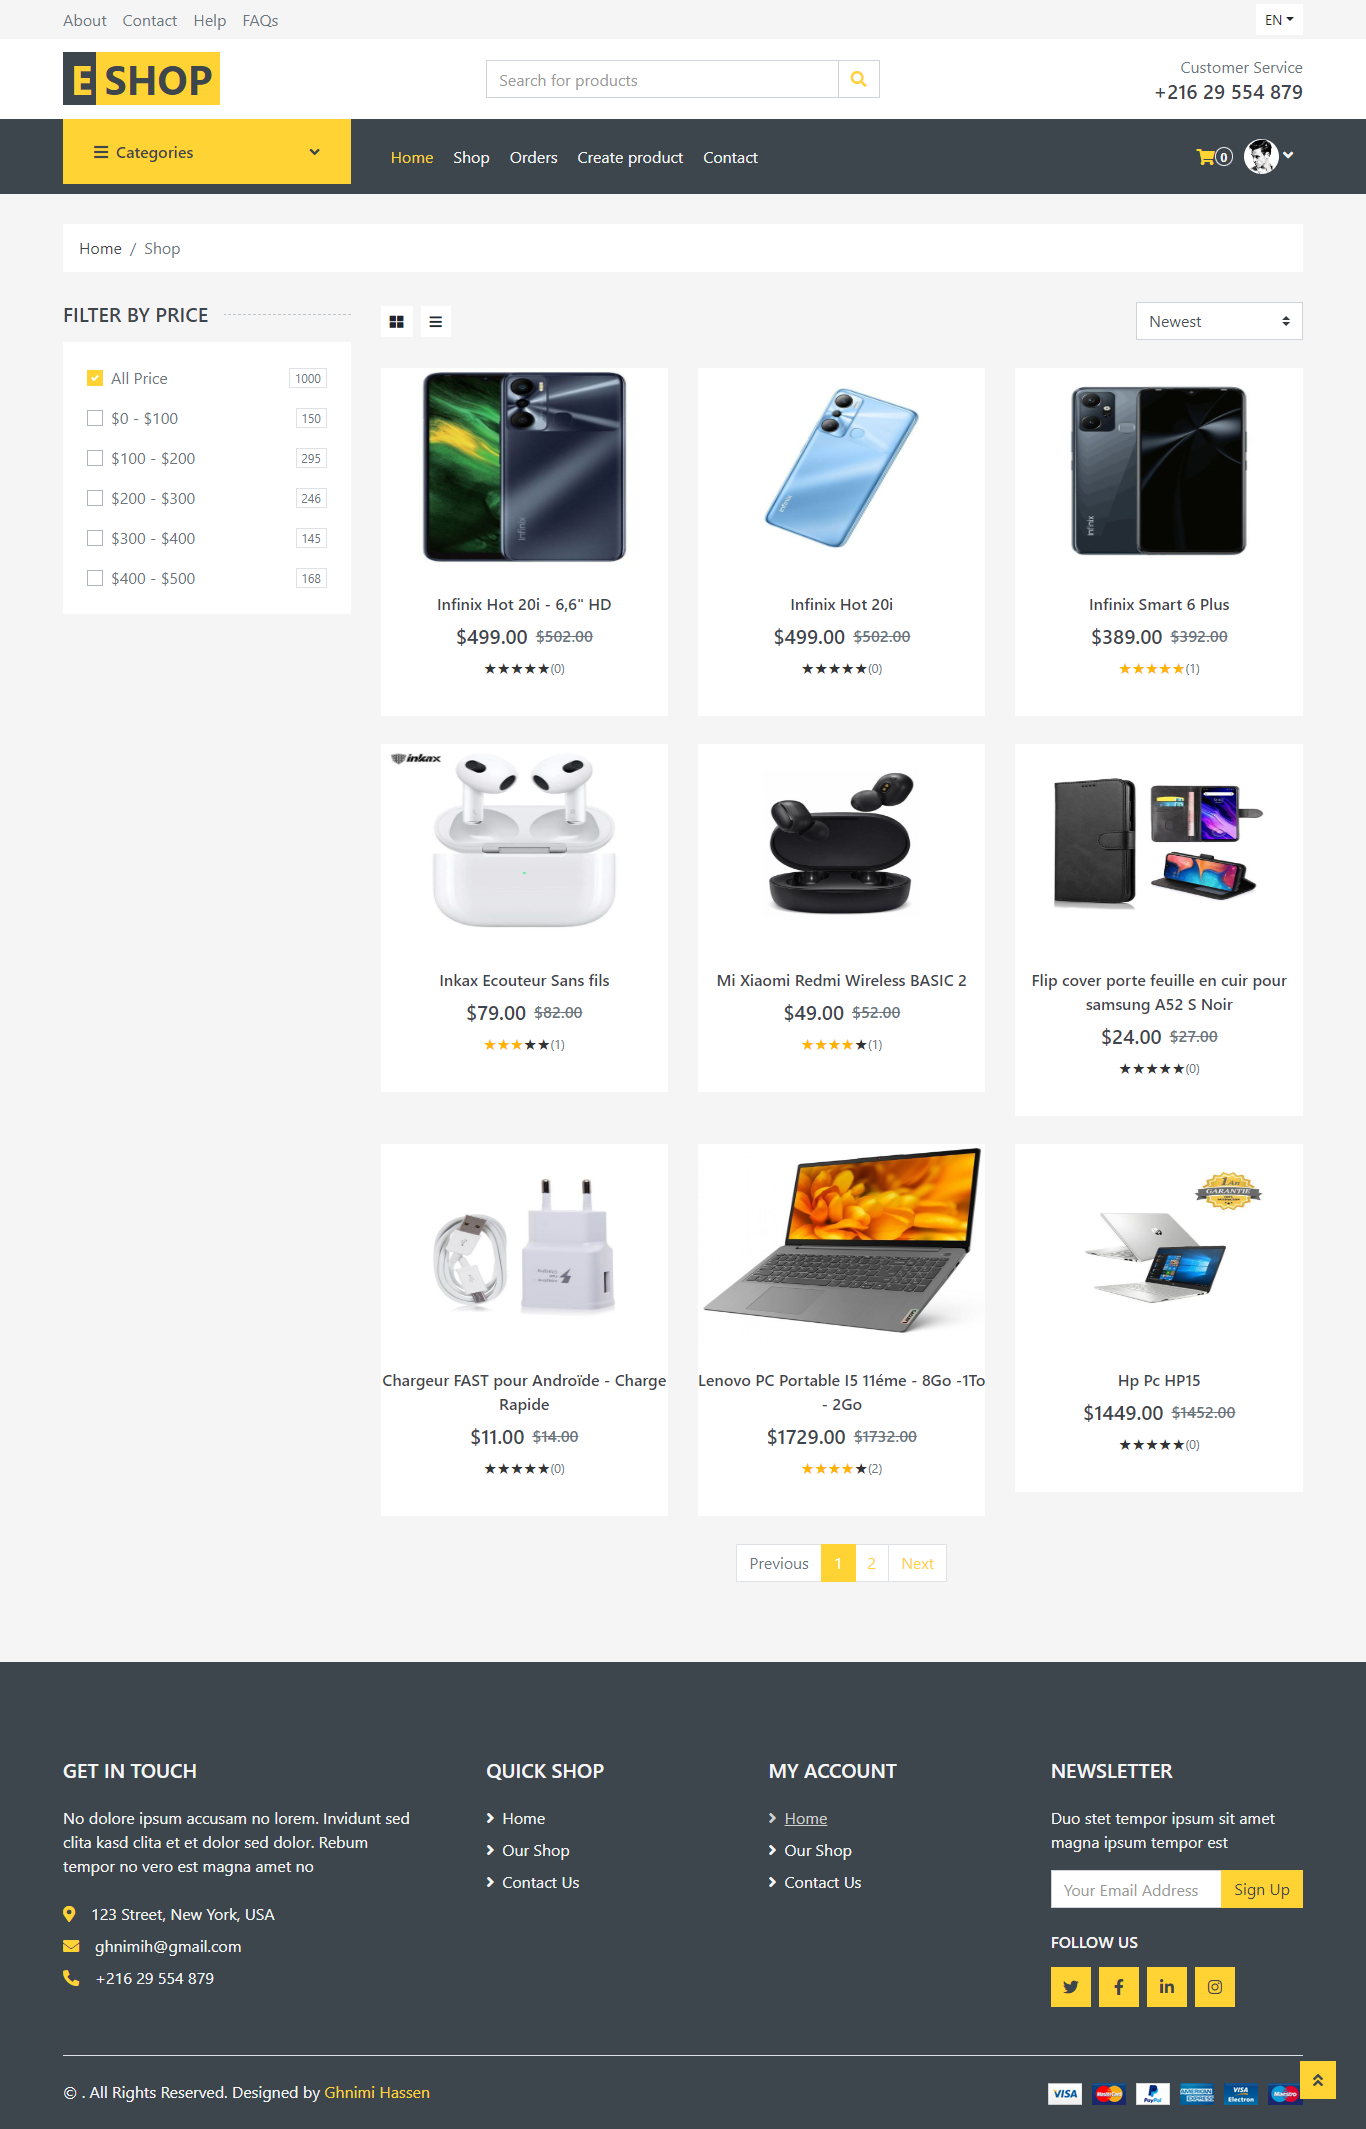 About Contact Help FAQs
EN
E SHOP
Search for products
Customer Service
+216 29 554 879
Categories
Home Shop Orders Create product Contact
0
Home / Shop
FILTER BY PRICE
All Price 1000
$0 - $100 150
$100 - $200 295
$200 - $300 246
$300 - $400 145
$400 - $500 168
Newest
Infinix
Infinix Hot 20i - 6,6" HD
$499.00 $502.00
★★★★★(0)
Infinix
Infinix Hot 20i
$499.00 $502.00
★★★★★(0)
Infinix
Infinix Smart 6 Plus
$389.00 $392.00
★★★★★(1)
inkax
Inkax Ecouteur Sans fils
$79.00 $82.00
★★★★★(1)
Mi Xiaomi Redmi Wireless BASIC 2
$49.00 $52.00
★★★★★(1)
Flip cover porte feuille en cuir pour
samsung A52 S Noir
$24.00 $27.00
★★★★★(0)
Chargeur FAST pour Androïde - Charge
Rapide
$11.00 $14.00
★★★★★(0)
Lenovo
Lenovo PC Portable I5 11éme - 8Go -1To
- 2Go
$1729.00 $1732.00
★★★★★(2)
1 An
GARANTIE
Hp Pc HP15
$1449.00 $1452.00
★★★★★(0)
Previous 1 2 Next
GET IN TOUCH
No dolore ipsum accusam no lorem. Invidunt sed
clita kasd clita et et dolor sed dolor. Rebum
tempor no vero est magna amet no
123 Street, New York, USA
ghnimih@gmail.com
+216 29 554 879
QUICK SHOP
Home
Our Shop
Contact Us
MY ACCOUNT
Home
Our Shop
Contact Us
NEWSLETTER
Duo stet tempor ipsum sit amet
magna ipsum tempor est
Your Email Address Sign Up
FOLLOW US
© . All Rights Reserved. Designed by Ghnimi Hassen
VISA MasterCard PayPal AMERICAN EXPRESS VISA Electron Maestro